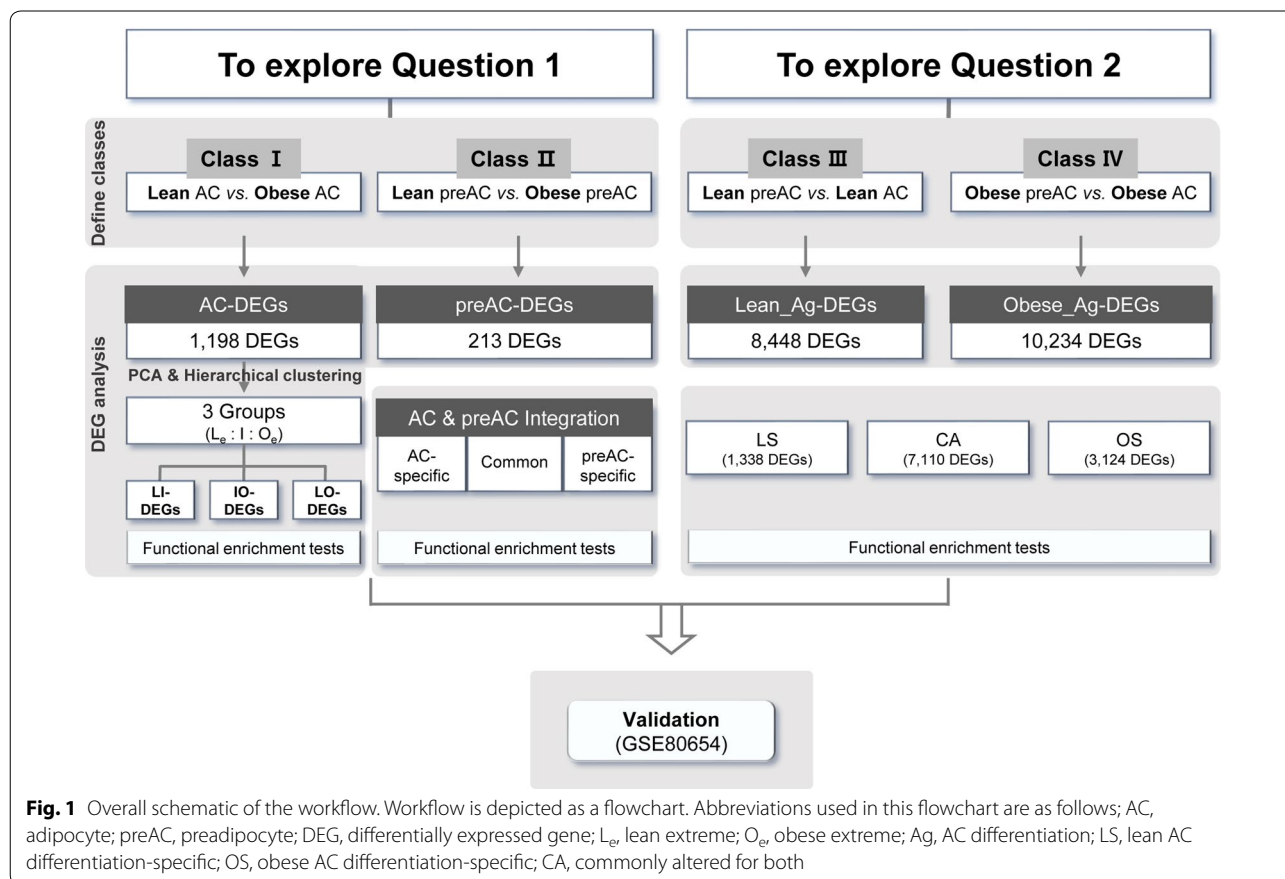 To explore Question 1
To explore Question 2
Define classes
Class I
Lean AC vs. Obese AC
Class II
Lean preAC vs. Obese preAC
Class III
Lean preAC vs. Lean AC
Class IV
Obese preAC vs. Obese AC
DEG analysis
AC-DEGs
1,198 DEGs
preAC-DEGs
213 DEGs
Lean_Ag-DEGs
8,448 DEGs
Obese_Ag-DEGs
10,234 DEGs
PCA & Hierarchical clustering
3 Groups
(Le : I : Oe)
LI-
DEGs
IO-
DEGs
LO-
DEGs
Functional enrichment tests
AC & preAC Integration
AC-
specific
Common
preAC-
specific
Functional enrichment tests
LS
(1,338 DEGs)
CA
(7,110 DEGs)
OS
(3,124 DEGs)
Functional enrichment tests
Validation
(GSE80654)
Fig. 1 Overall schematic of the workflow. Workflow is depicted as a flowchart. Abbreviations used in this flowchart are as follows; AC,
adipocyte; preAC, preadipocyte; DEG, differentially expressed gene; Le, lean extreme; Oe, obese extreme; Ag, AC differentiation; LS, lean AC
differentiation-specific; OS, obese AC differentiation-specific; CA, commonly altered for both